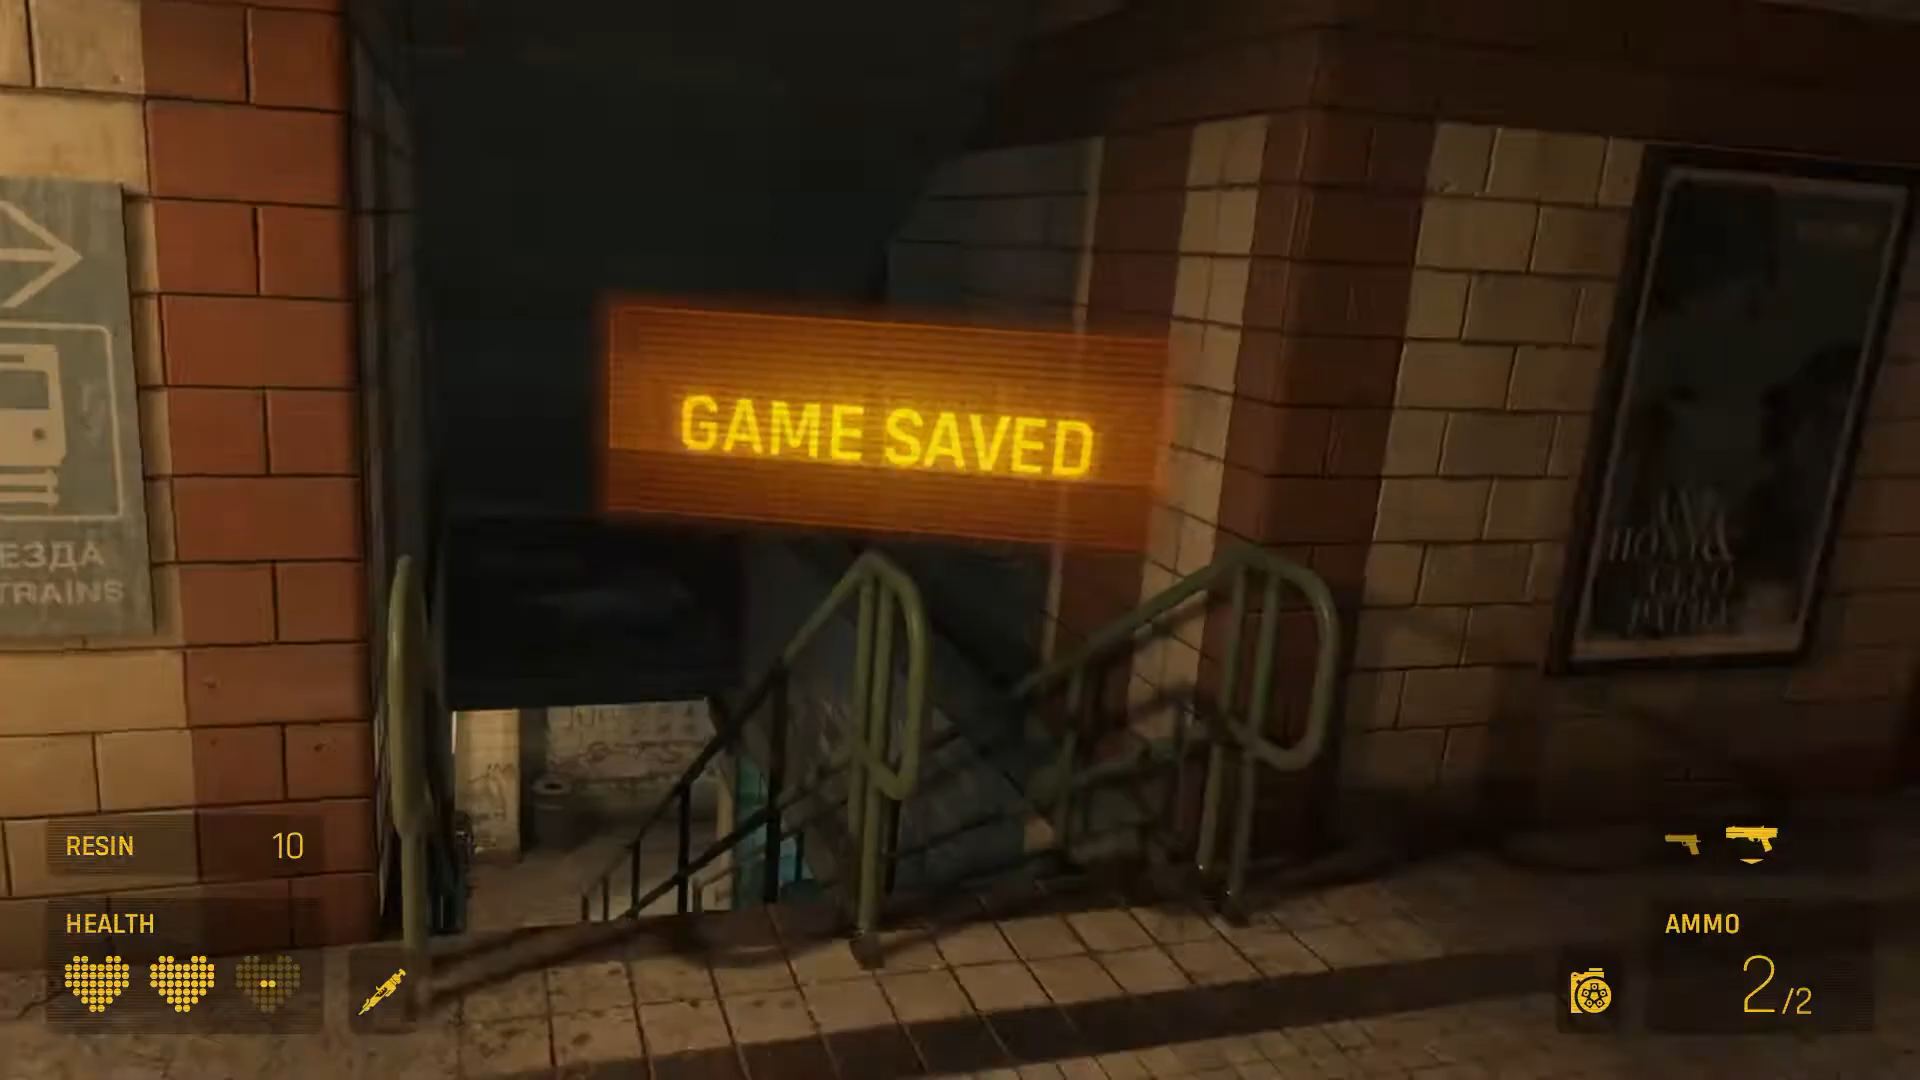 GAME SAVED
ЕЗДА
TRAINS
RESIN 10
HEALTH
AMMO
2/2